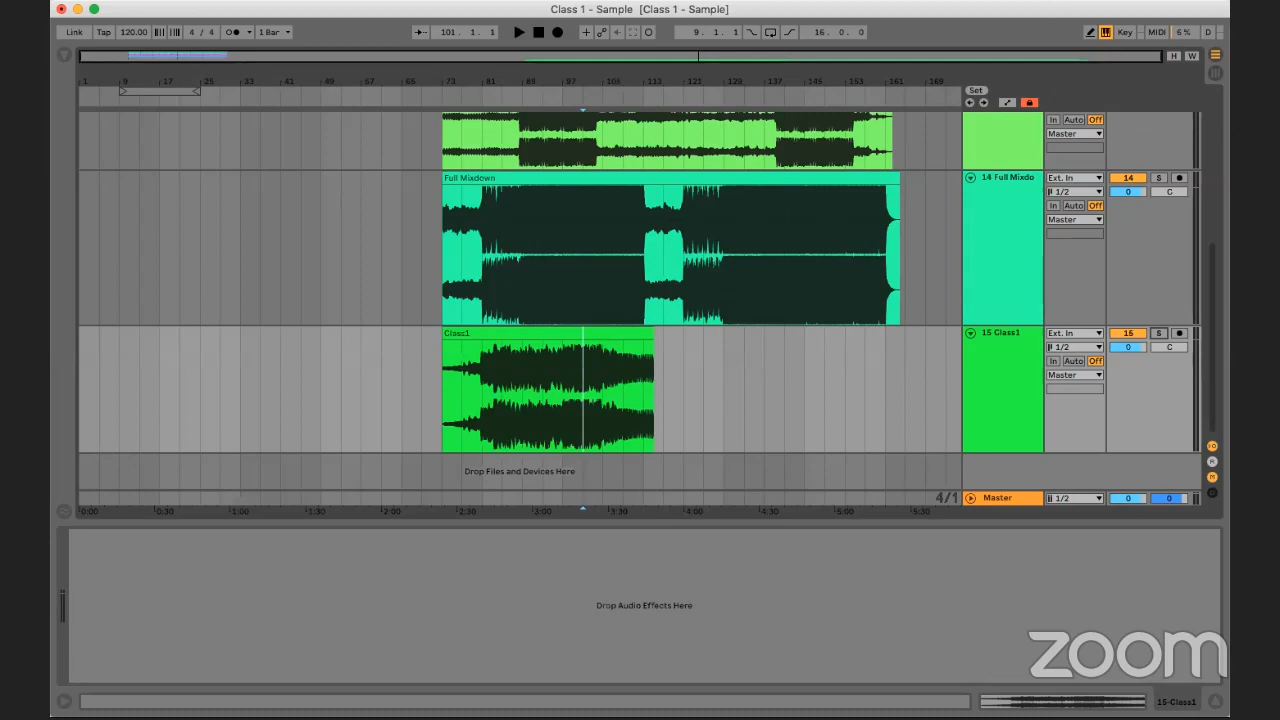 Class 1 - Sample [Class 1 - Sample]
Link Tap 120.00 4 / 4 1 Bar 101. 1. 1 9. 1. 1 16. 0. 0 Key MIDI 6 % D
H W
1 9 17 25 33 41 49 57 65 73 81 89 97 105 113 121 129 137 145 153 161 169
Set
In Auto Off
Master
Full Mixdown
14 Full Mixdo Ext. In 14 S
1/2 0 C
In Auto Off
Master
Class1
15 Class1 Ext. In 15 S
1/2 0 C
In Auto Off
Master
Drop Files and Devices Here
4/1 Master 1/2 0 0
0:00 0:30 1:00 1:30 2:00 2:30 3:00 3:30 4:00 4:30 5:00 5:30
Drop Audio Effects Here
zoom
15-Class1